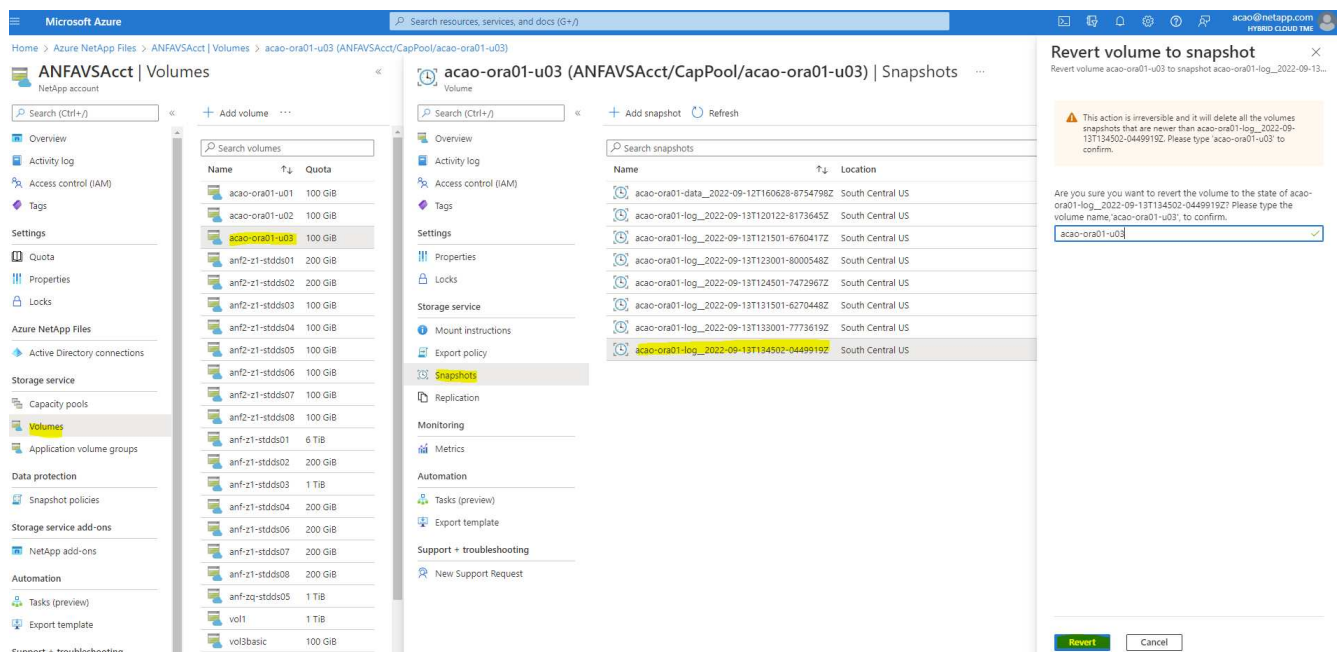 Microsoft Azure
Search resources, services, and docs (G+/)
acao@netapp.com
HYBRID CLOUD TME
Home > Azure NetApp Files > ANFAVSAcct | Volumes > acao-ora01-u03 (ANFAVSAcct/CapPool/acao-ora01-u03)
ANFAVSAcct | Volumes
NetApp account
Search (Ctrl+/)
Overview
Activity log
Access control (IAM)
Tags
Settings
Quota
Properties
Locks
Azure NetApp Files
Active Directory connections
Storage service
Capacity pools
Volumes
Application volume groups
Data protection
Snapshot policies
Storage service add-ons
NetApp add-ons
Automation
Tasks (preview)
Export template
Support + troubleshooting
+ Add volume ...
Search volumes
Name Quota
acao-ora01-u01 100 GiB
acao-ora01-u02 100 GiB
acao-ora01-u03 100 GiB
anf2-z1-stdds01 200 GiB
anf2-z1-stdds02 200 GiB
anf2-z1-stdds03 100 GiB
anf2-z1-stdds04 100 GiB
anf2-z1-stdds05 100 GiB
anf2-z1-stdds06 100 GiB
anf2-z1-stdds07 100 GiB
anf2-z1-stdds08 100 GiB
anf-z1-stdds01 6 TiB
anf-z1-stdds02 200 GiB
anf-z1-stdds03 1 TiB
anf-z1-stdds04 200 GiB
anf-z1-stdds06 200 GiB
anf-z1-stdds07 200 GiB
anf-z1-stdds08 200 GiB
anf-zq-stdds05 1 TiB
vol1 1 TiB
vol3basic 100 GiB
acao-ora01-u03 (ANFAVSAcct/CapPool/acao-ora01-u03) | Snapshots ...
Volume
Search (Ctrl+/)
Overview
Activity log
Access control (IAM)
Tags
Settings
Properties
Locks
Storage service
Mount instructions
Export policy
Snapshots
Replication
Monitoring
Metrics
Automation
Tasks (preview)
Export template
Support + troubleshooting
New Support Request
+ Add snapshot Refresh
Search snapshots
Name Location
acao-ora01-data__2022-09-12T160628-8754798Z South Central US
acao-ora01-log__2022-09-13T120122-8173645Z South Central US
acao-ora01-log__2022-09-13T121501-6760417Z South Central US
acao-ora01-log__2022-09-13T123001-8000548Z South Central US
acao-ora01-log__2022-09-13T124501-7472967Z South Central US
acao-ora01-log__2022-09-13T131501-6270448Z South Central US
acao-ora01-log__2022-09-13T133001-7773619Z South Central US
acao-ora01-log__2022-09-13T134502-0449919Z South Central US
Revert volume to snapshot
Revert volume acao-ora01-u03 to snapshot acao-ora01-log__2022-09-13...
This action is irreversible and it will delete all the volumes
snapshots that are newer than acao-ora01-log__2022-09-
13T134502-0449919Z. Please type 'acao-ora01-u03' to
confirm.
Are you sure you want to revert the volume to the state of acao-
ora01-log__2022-09-13T134502-0449919Z? Please type the
volume name,'acao-ora01-u03', to confirm.
acao-ora01-u03
Revert
Cancel